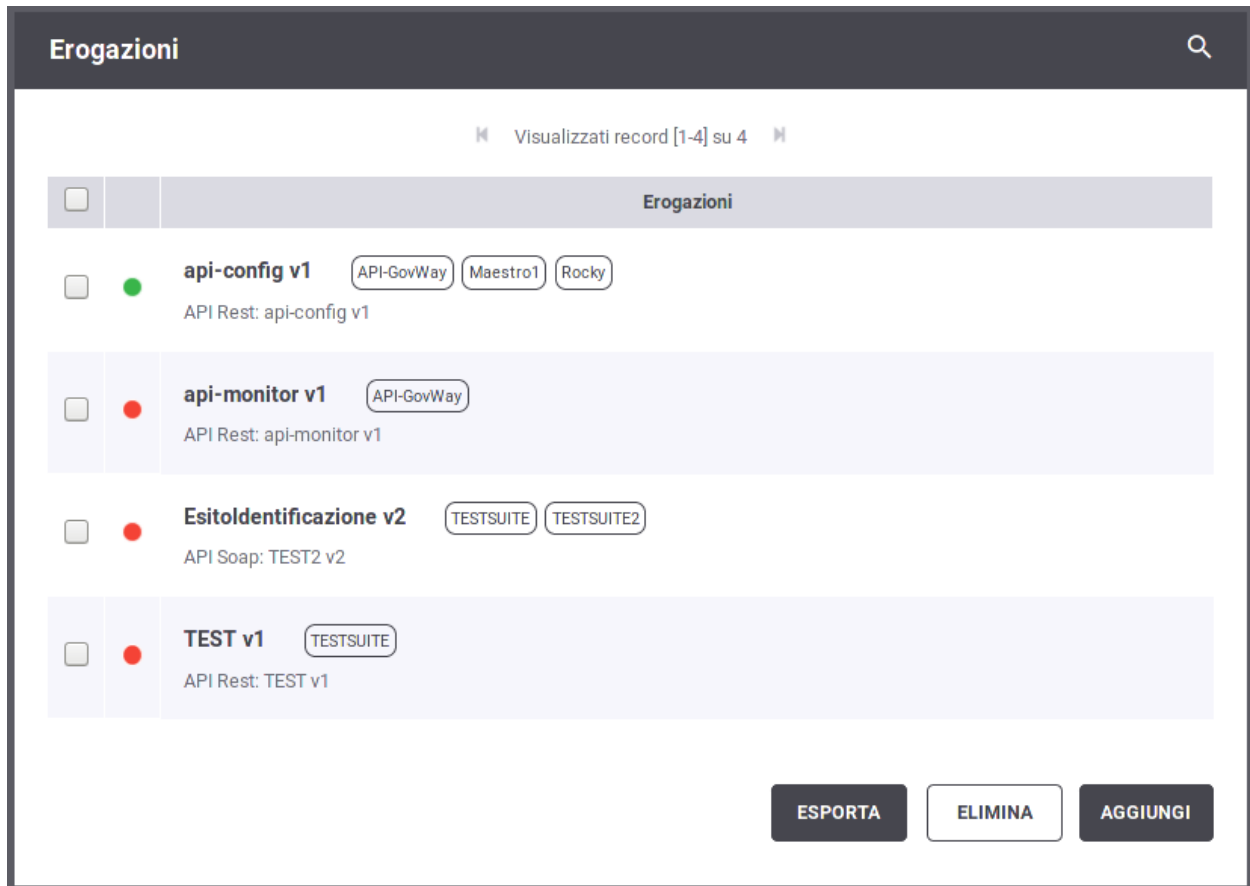 Erogazioni
Visualizzati record [1-4] su 4
Erogazioni
api-config v1 API-GovWay Maestro1 Rocky
API Rest: api-config v1
api-monitor v1 API-GovWay
API Rest: api-monitor v1
EsitoIdentificazione v2 TESTSUITE TESTSUITE2
API Soap: TEST2 v2
TEST v1 TESTSUITE
API Rest: TEST v1
ESPORTA ELIMINA AGGIUNGI